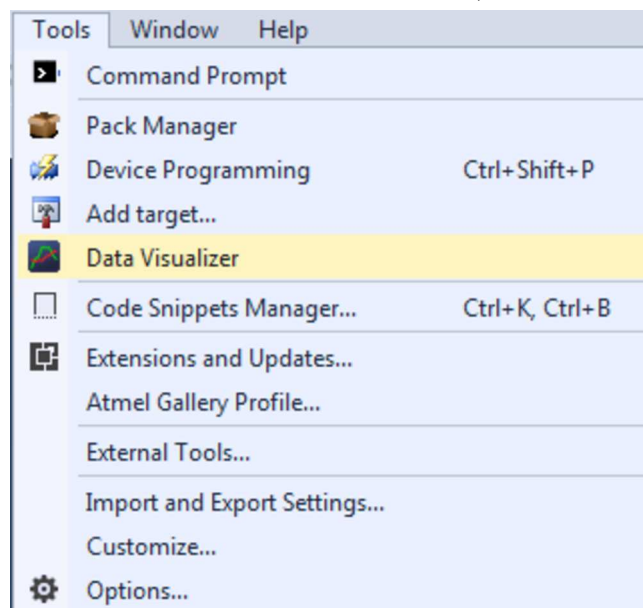 Tools Window Help
Command Prompt
Pack Manager
Device Programming Ctrl+Shift+P
Add target...
Data Visualizer
Code Snippets Manager... Ctrl+K, Ctrl+B
Extensions and Updates...
Atmel Gallery Profile...
External Tools...
Import and Export Settings...
Customize...
Options...